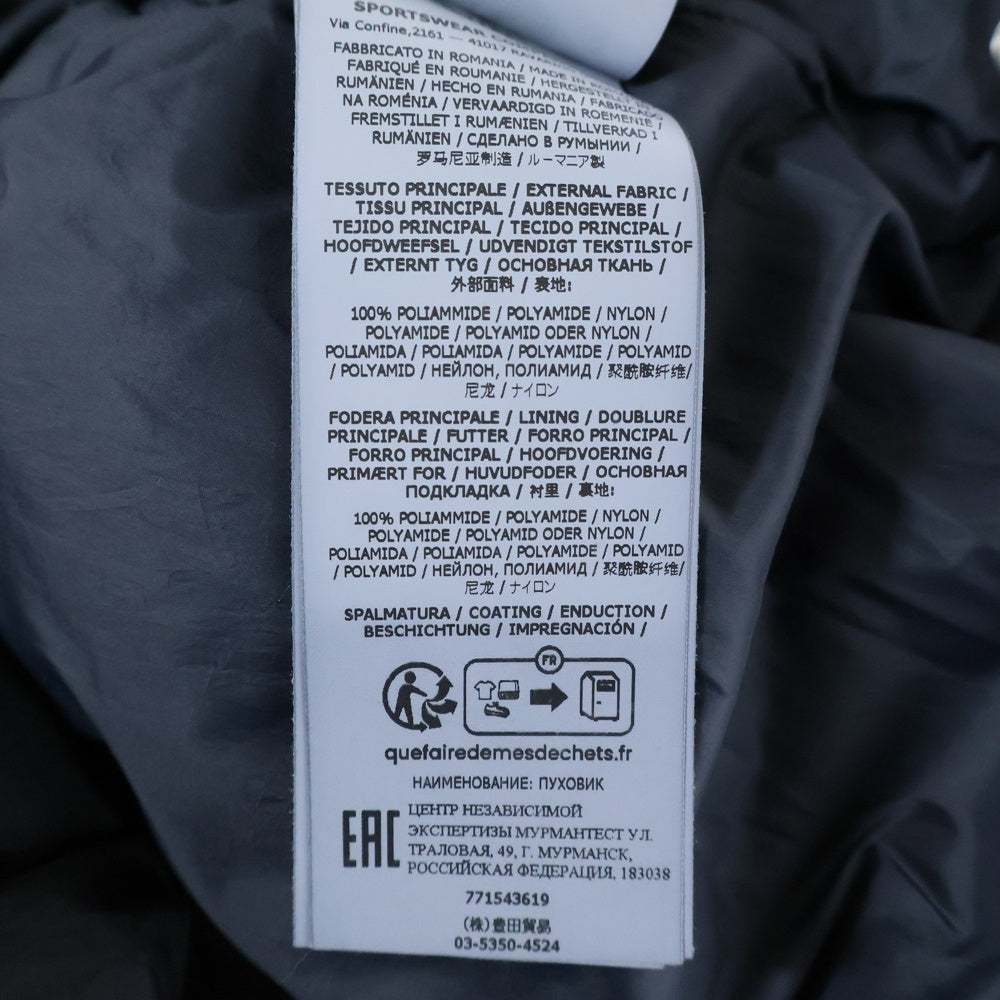 SPORTSWEAR
Via Confine,2161 — 41017
FABBRICATO IN ROMANIA / MADE IN
FABRIQUÉ EN ROUMANIE / HERGESTELLT IN
RUMÄNIEN / HECHO EN RUMANIA / FABRICADO
NA ROMÉNIA / VERVAARDIGD IN ROEMENIË /
FREMSTILLET I RUMÆNIEN / TILLVERKAD I
RUMÄNIEN / СДЕЛАНО В РУМЫНИИ /
罗马尼亚制造 / ルーマニア製
TESSUTO PRINCIPALE / EXTERNAL FABRIC /
TISSU PRINCIPAL / AUßENGEWEBE /
TEJIDO PRINCIPAL / TECIDO PRINCIPAL /
HOOFDWEEFSEL / UDVENDIGT TEKSTILSTOF
/ EXTERNT TYG / ОСНОВНАЯ ТКАНЬ /
外部面料 / 表地:
100% POLIAMMIDE / POLYAMIDE / NYLON /
POLYAMIDE / POLYAMID ODER NYLON /
POLIAMIDA / POLIAMIDA / POLYAMIDE / POLYAMID
/ POLYAMID / НЕЙЛОН, ПОЛИАМИД / 聚酰胺纤维/
尼龙 / ナイロン
FODERA PRINCIPALE / LINING / DOUBLURE
PRINCIPALE / FUTTER / FORRO PRINCIPAL /
FORRO PRINCIPAL / HOOFDVOERING /
PRIMÆRT FOR / HUVUDFODER / ОСНОВНАЯ
ПОДКЛАДКА / 衬里 / 裏地:
100% POLIAMMIDE / POLYAMIDE / NYLON /
POLYAMIDE / POLYAMID ODER NYLON /
POLIAMIDA / POLIAMIDA / POLYAMIDE / POLYAMID
/ POLYAMID / НЕЙЛОН, ПОЛИАМИД / 聚酰胺纤维/
尼龙 / ナイロン
SPALMATURA / COATING / ENDUCTION /
BESCHICHTUNG / IMPREGNACIÓN /
FR
quefairedemesdechets.fr
НАИМЕНОВАНИЕ: ПУХОВИК
EAC
ЦЕНТР НЕЗАВИСИМОЙ
ЭКСПЕРТИЗЫ МУРМАНТЕСТ УЛ.
ТРАЛОВАЯ, 49, Г. МУРМАНСК,
РОССИЙСКАЯ ФЕДЕРАЦИЯ, 183038
771543619
(株)豊田貿易
03-5350-4524